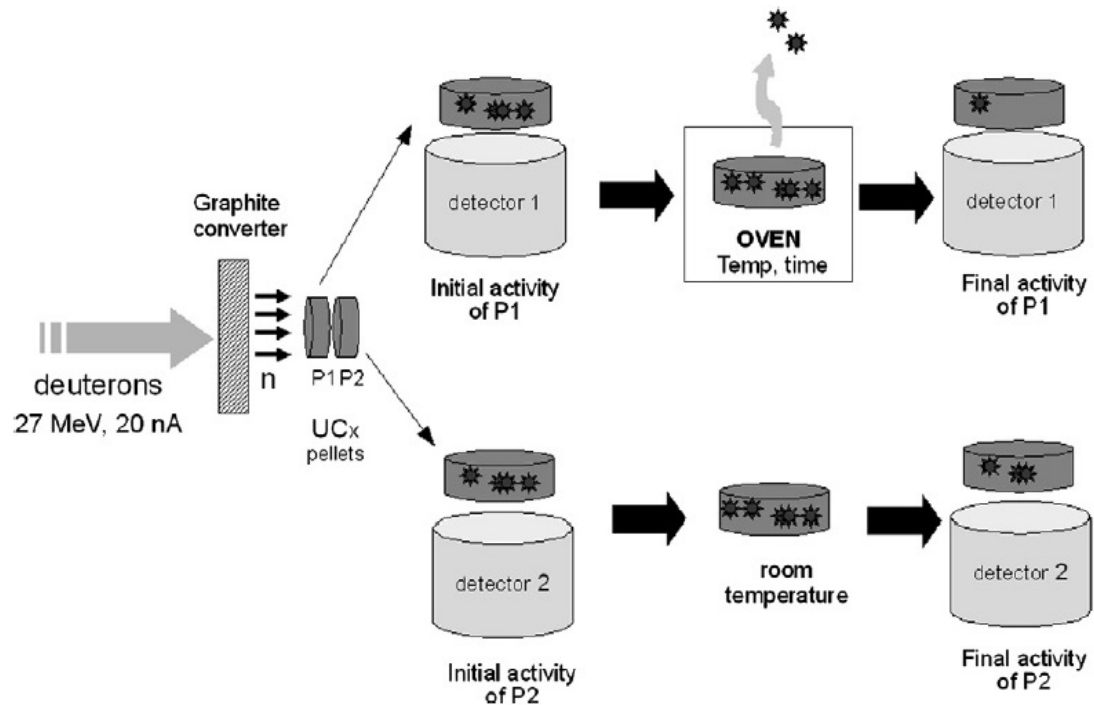 Graphite
converter
deuterons
27 MeV, 20 nA
n
P1 P2
UCx
pellets
detector 1
Initial activity
of P1
OVEN
Temp, time
detector 1
Final activity
of P1
detector 2
Initial activity
of P2
room
temperature
detector 2
Final activity
of P2